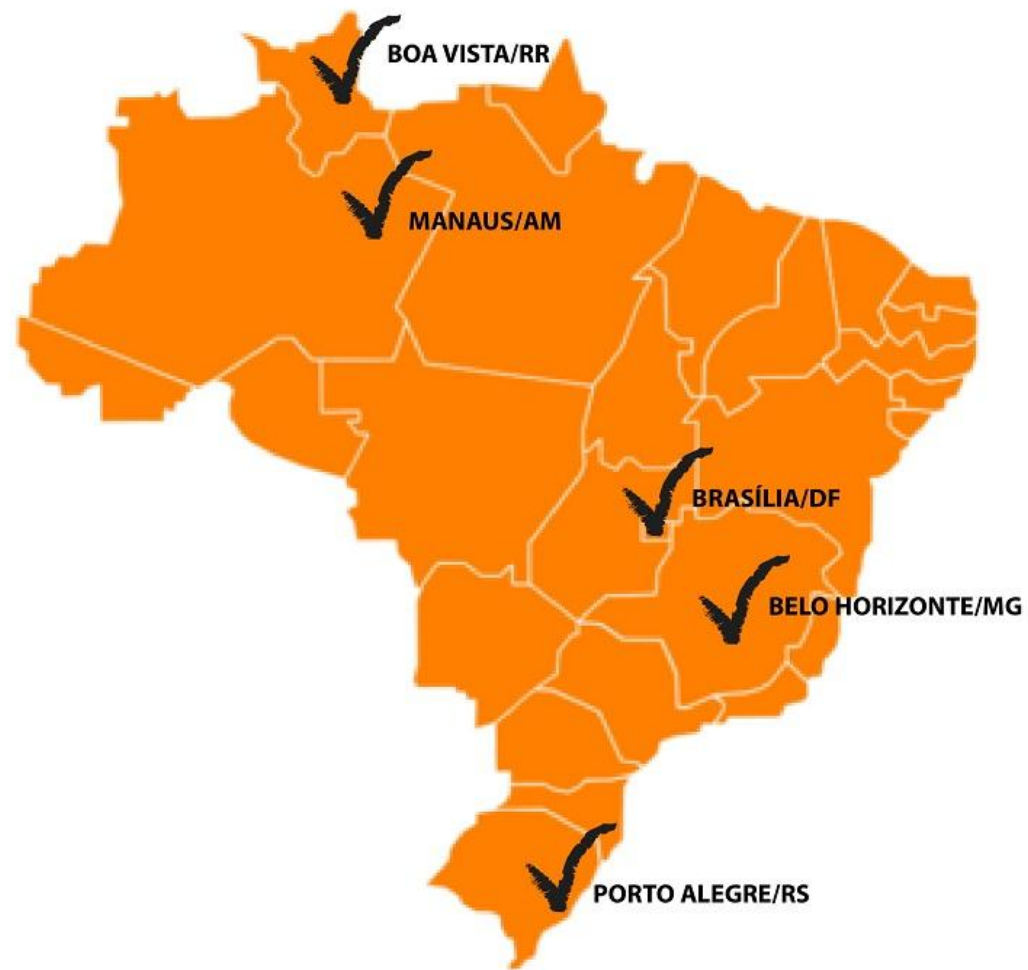 BOA VISTA/RR
MANAUS/AM
BRASÍLIA/DF
BELO HORIZONTE/MG
PORTO ALEGRE/RS